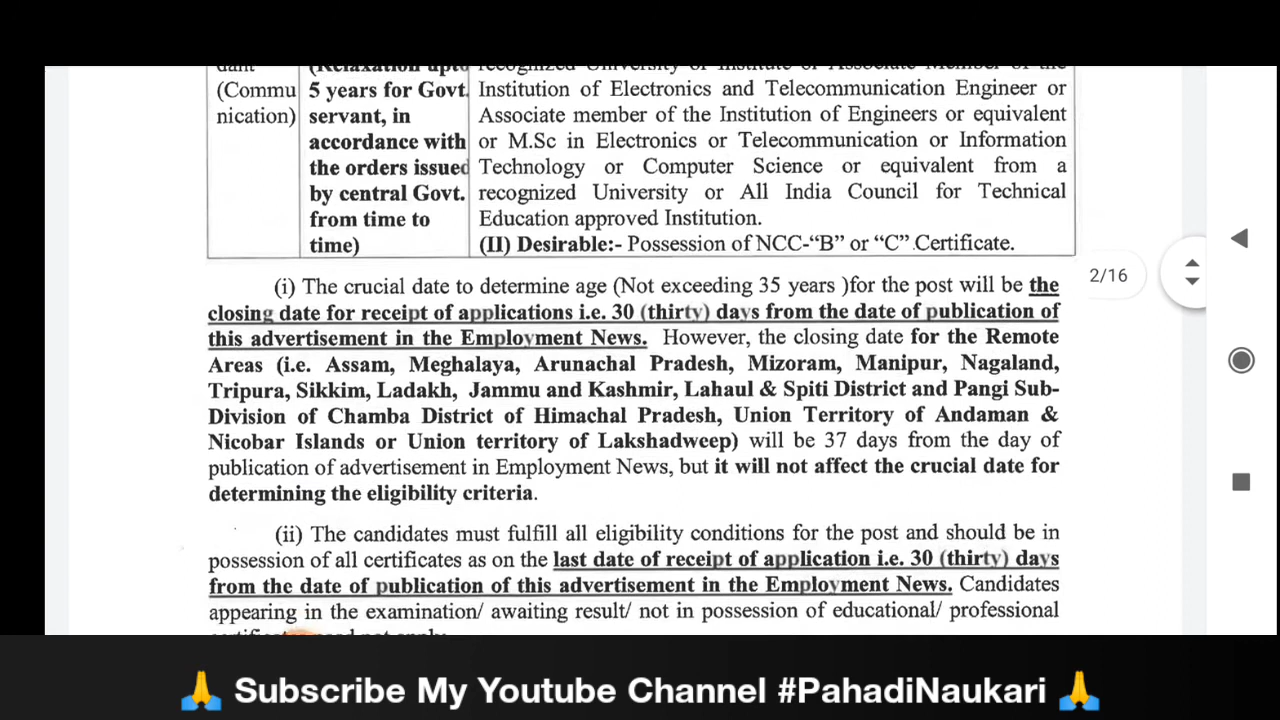 (Commu 5 years for Govt. Institution of Electronics and Telecommunication Engineer or
nication) servant, in Associate member of the Institution of Engineers or equivalent
accordance with or M.Sc in Electronics or Telecommunication or Information
the orders issued Technology or Computer Science or equivalent from a
by central Govt. recognized University or All India Council for Technical
from time to Education approved Institution.
time) (II) Desirable:- Possession of NCC-“B” or “C” Certificate.
2/16
(i) The crucial date to determine age (Not exceeding 35 years )for the post will be the
closing date for receipt of applications i.e. 30 (thirty) days from the date of publication of
this advertisement in the Employment News. However, the closing date for the Remote
Areas (i.e. Assam, Meghalaya, Arunachal Pradesh, Mizoram, Manipur, Nagaland,
Tripura, Sikkim, Ladakh, Jammu and Kashmir, Lahaul & Spiti District and Pangi Sub-
Division of Chamba District of Himachal Pradesh, Union Territory of Andaman &
Nicobar Islands or Union territory of Lakshadweep) will be 37 days from the day of
publication of advertisement in Employment News, but it will not affect the crucial date for
determining the eligibility criteria.
(ii) The candidates must fulfill all eligibility conditions for the post and should be in
possession of all certificates as on the last date of receipt of application i.e. 30 (thirty) days
from the date of publication of this advertisement in the Employment News. Candidates
appearing in the examination/ awaiting result/ not in possession of educational/ professional
🙏 Subscribe My Youtube Channel #PahadiNaukari 🙏